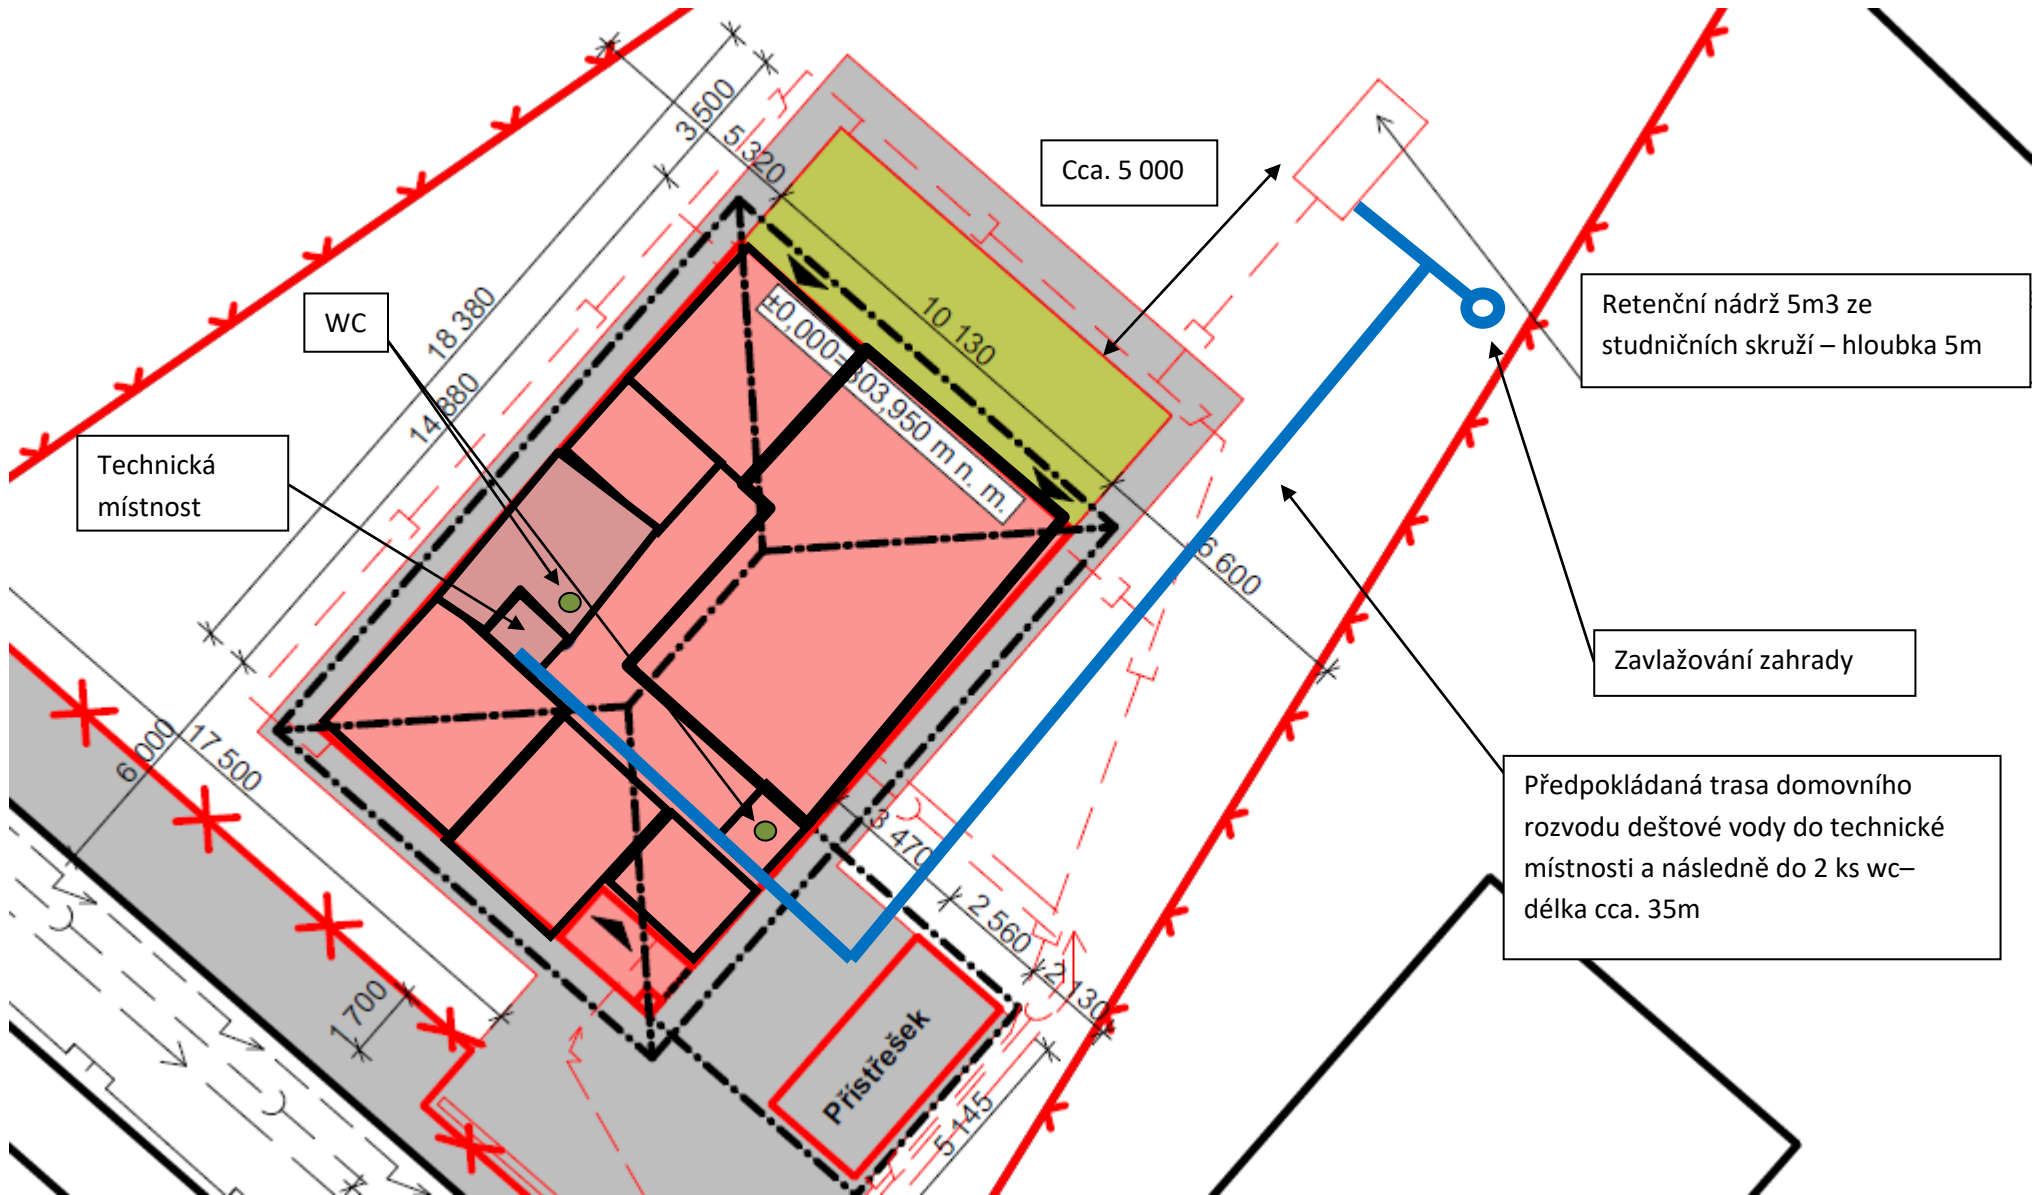 3 500
5 320
Cca. 5 000
18 380
14 880
WC
±0,000=303,950 m n. m.
10 130
Retenční nádrž 5m3 ze
studničních skruží – hloubka 5m
Technická
místnost
6 600
Zavlažování zahrady
6 000
17 500
Předpokládaná trasa domovního
rozvodu deštové vody do technické
místnosti a následně do 2 ks wc–
délka cca. 35m
3 470
2 560
2 130
1 700
Přístřešek
5 145